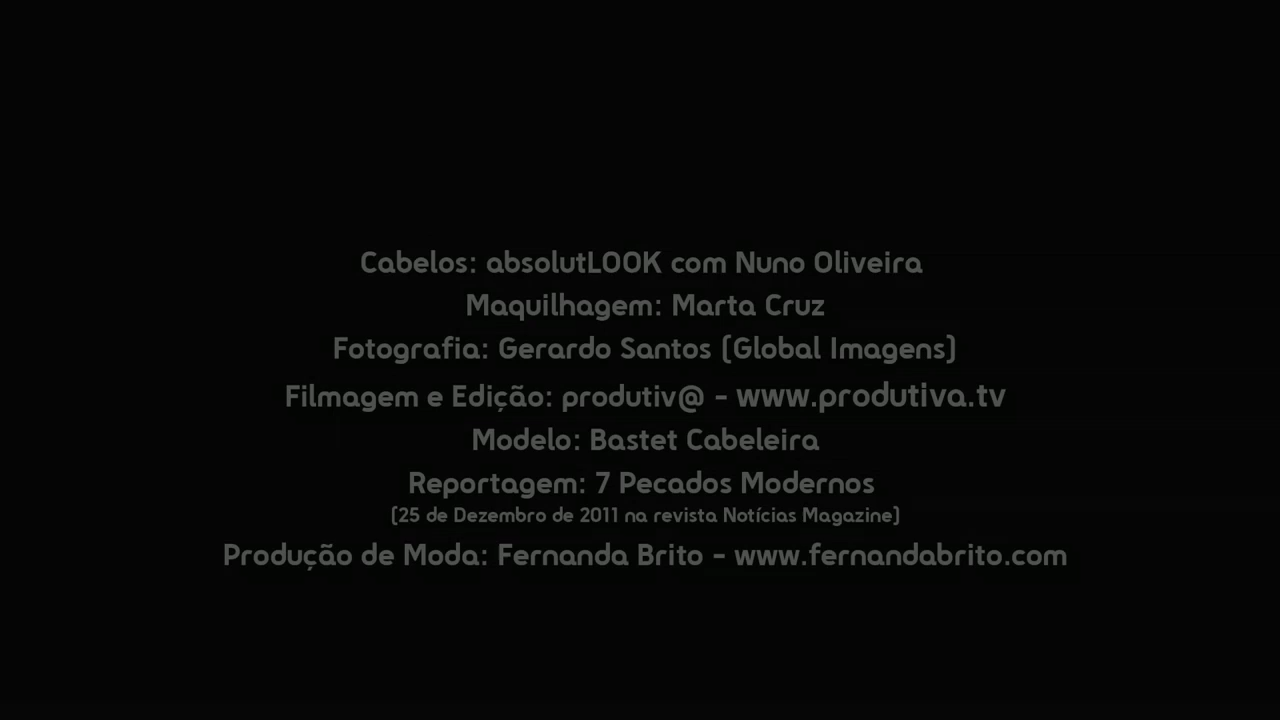 Cabelos: absolutLOOK com Nuno Oliveira
Maquilhagem: Marta Cruz
Fotografia: Gerardo Santos (Global Imagens)
Filmagem e Edição: produtiv@ - www.produtiva.tv
Modelo: Bastet Cabeleira
Reportagem: 7 Pecados Modernos
(25 de Dezembro de 2011 na revista Notícias Magazine)
Produção de Moda: Fernanda Brito - www.fernandabrito.com